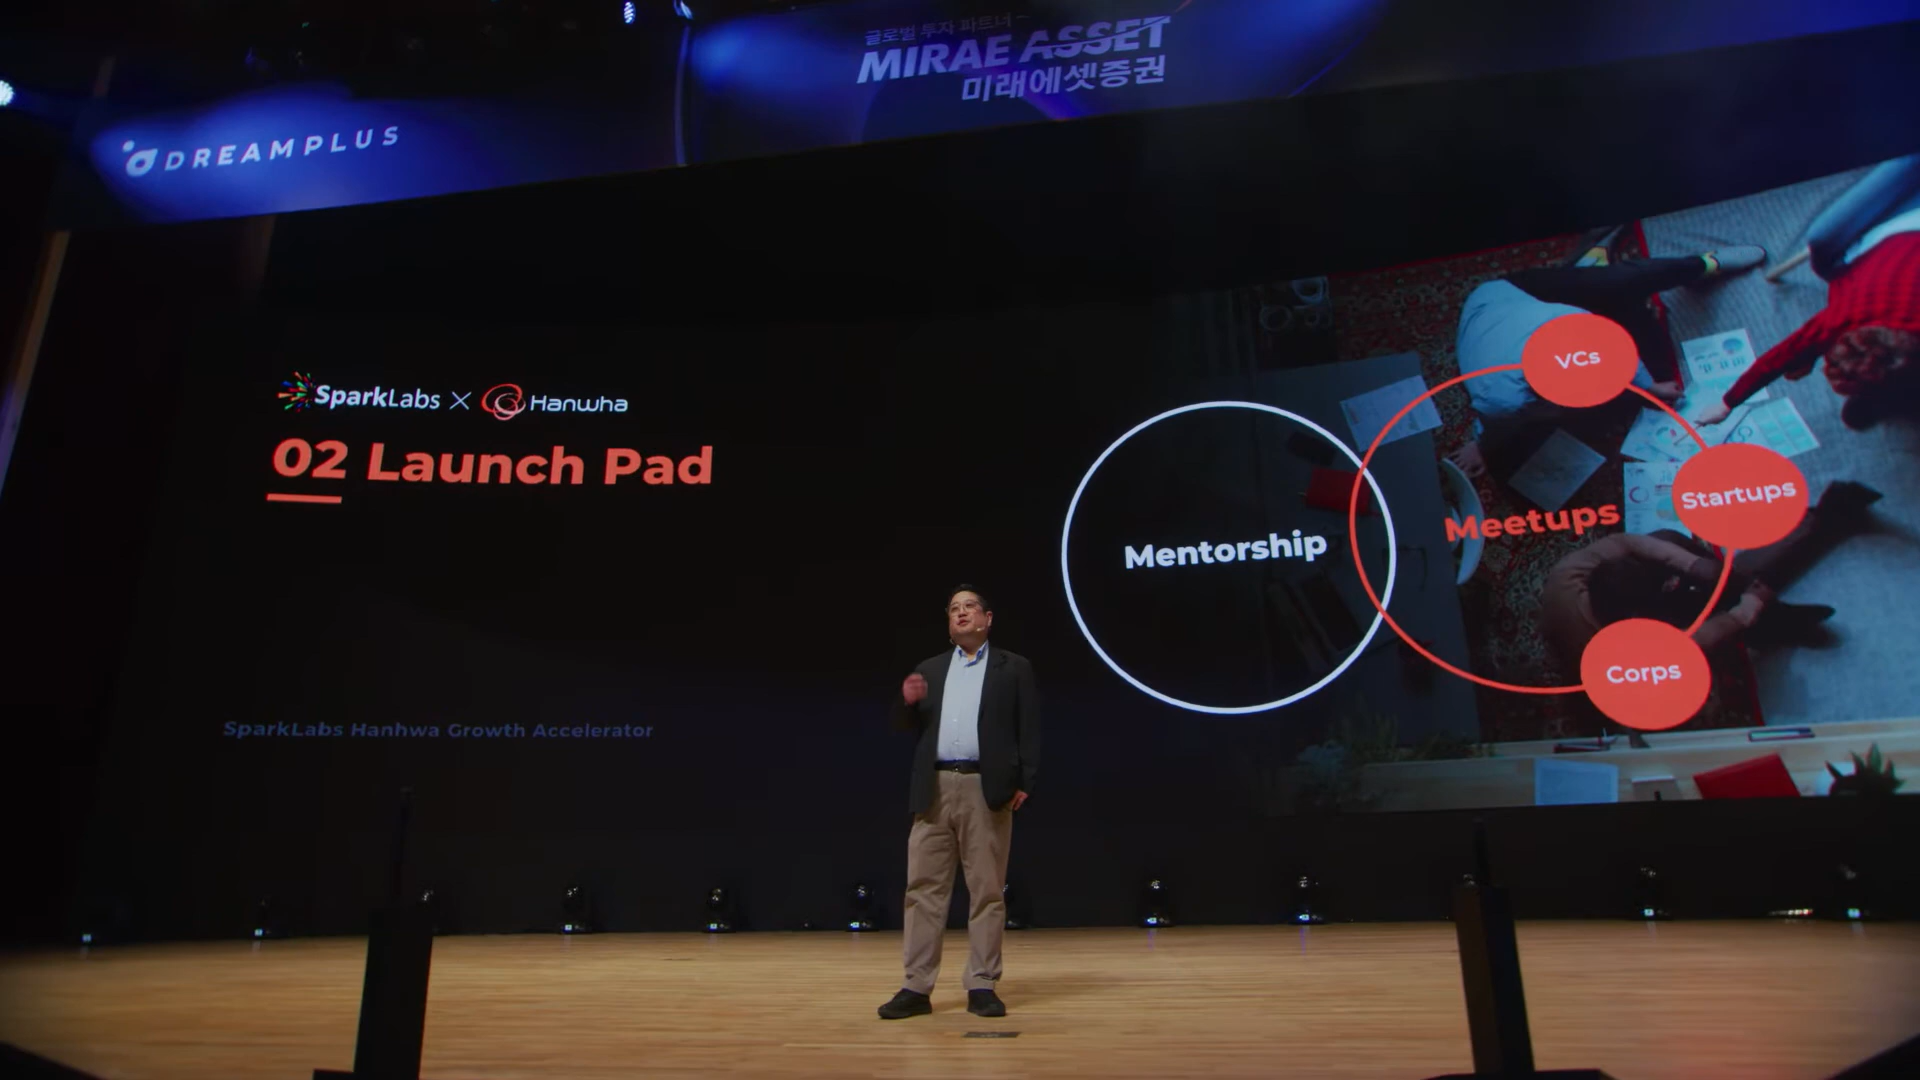 글로벌 투자 파트너 -
MIRAE ASSET
미래에셋증권
DREAMPLUS
SparkLabs × Hanwha
02 Launch Pad
VCs
Startups
Meetups
Mentorship
Corps
SparkLabs Hanhwa Growth Accelerator